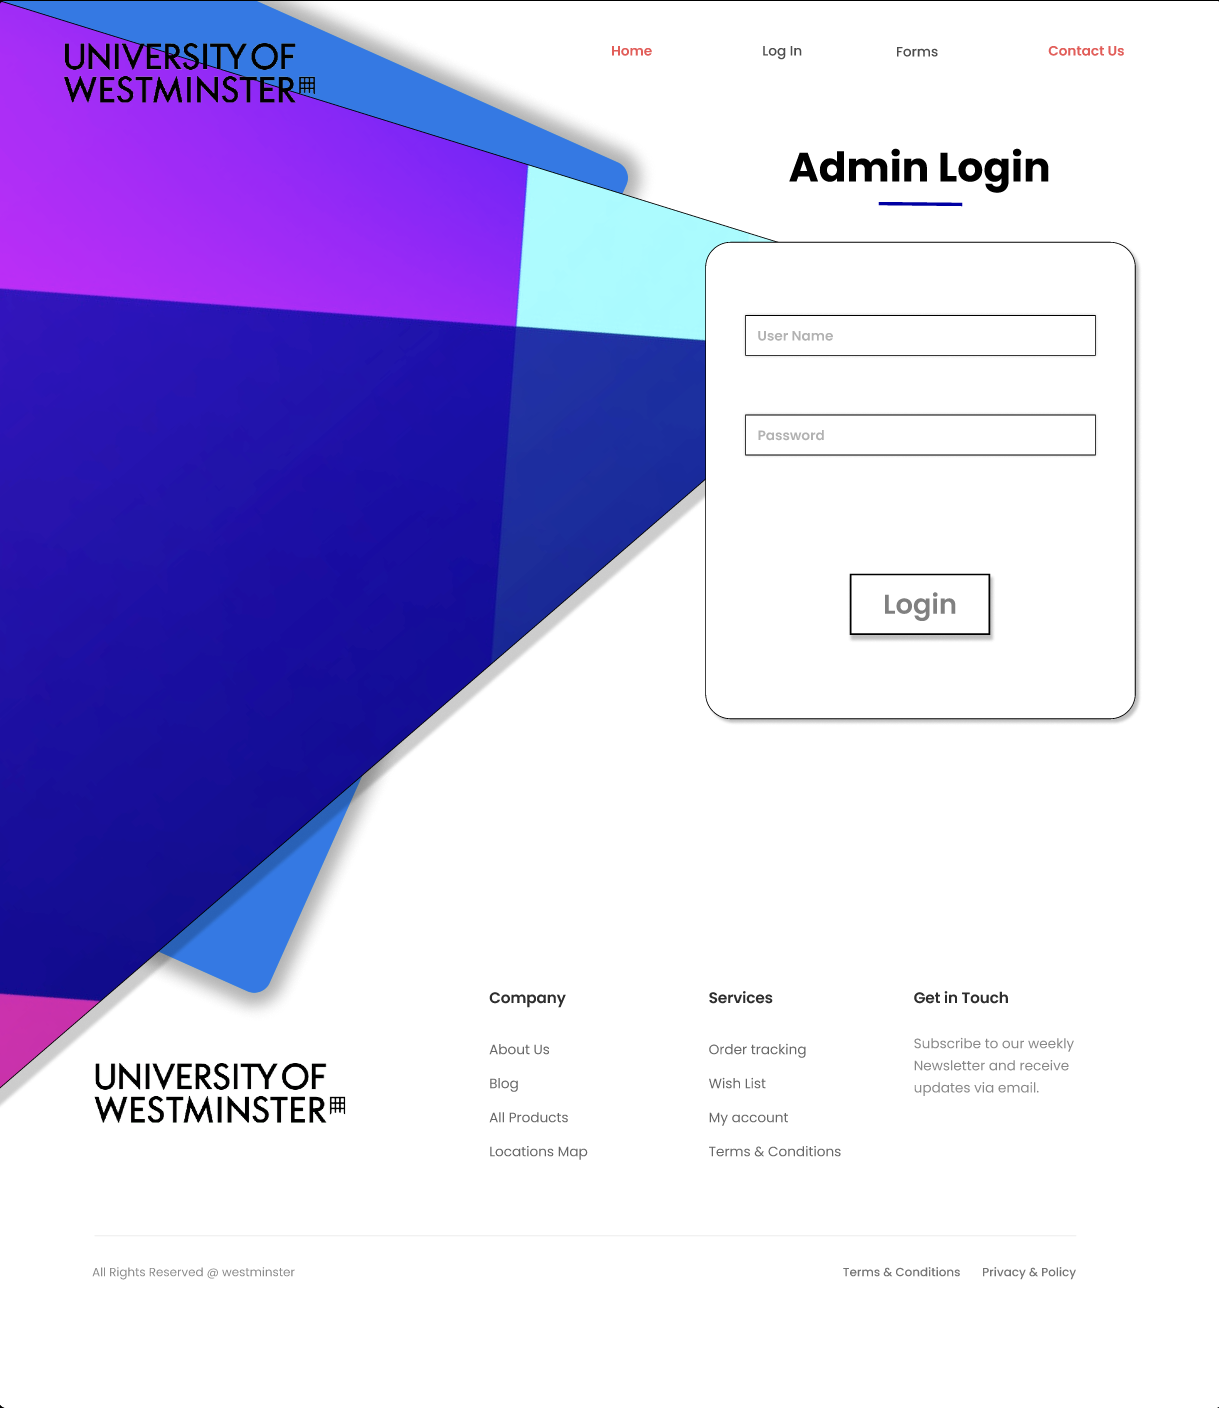 UNIVERSITY OF
WESTMINSTER
Home
Log In
Forms
Contact Us
Admin Login
User Name
Password
Login
Company
About Us
Blog
All Products
Locations Map
Services
Order tracking
Wish List
My account
Terms & Conditions
Get in Touch
Subscribe to our weekly
Newsletter and receive
updates via email.
UNIVERSITY OF
WESTMINSTER
All Rights Reserved @ westminster
Terms & Conditions
Privacy & Policy